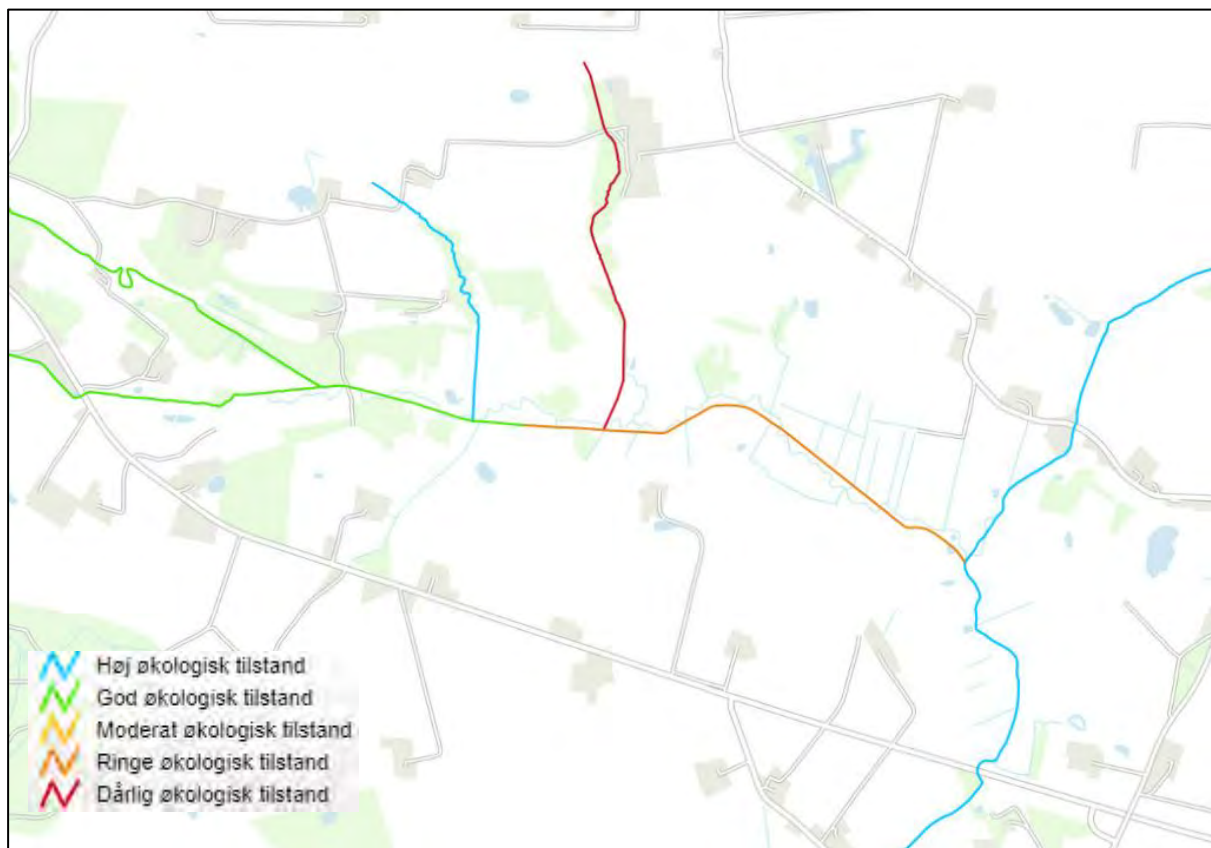 Høj økologisk tilstand
God økologisk tilstand
Moderat økologisk tilstand
Ringe økologisk tilstand
Dårlig økologisk tilstand